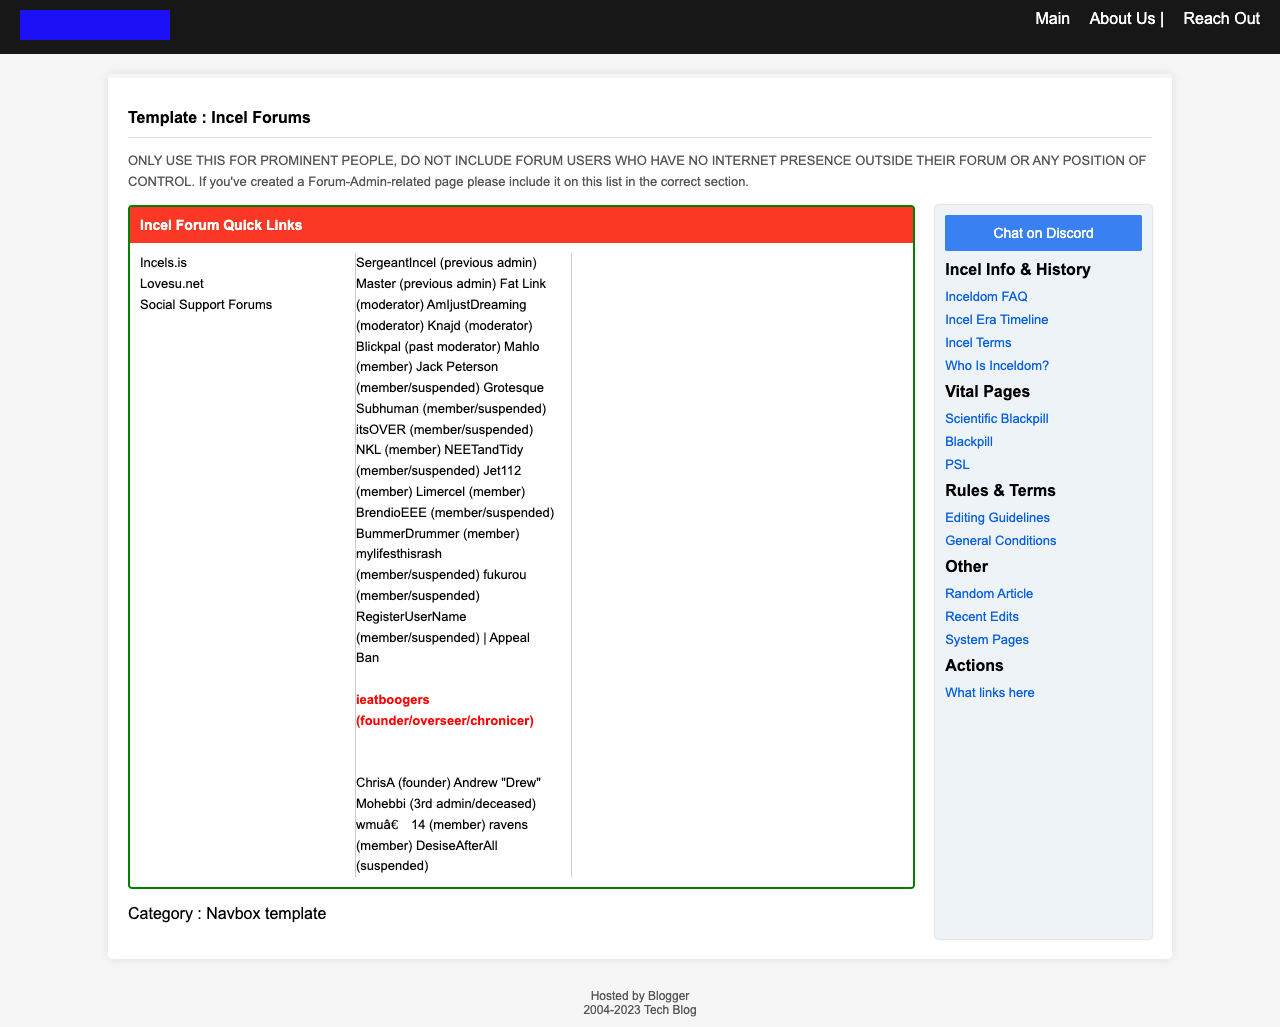 Main
About Us |
Reach Out
Template : Incel Forums
ONLY USE THIS FOR PROMINENT PEOPLE, DO NOT INCLUDE FORUM USERS WHO HAVE NO INTERNET PRESENCE OUTSIDE THEIR FORUM OR ANY POSITION OF
CONTROL. If you've created a Forum-Admin-related page please include it on this list in the correct section.
Incel Forum Quick LInks
Incels.is
Lovesu.net
Social Support Forums
SergeantIncel (previous admin)
Master (previous admin) Fat Link
(moderator) AmIjustDreaming
(moderator) Knajd (moderator)
Blickpal (past moderator) Mahlo
(member) Jack Peterson
(member/suspended) Grotesque
Subhuman (member/suspended)
itsOVER (member/suspended)
NKL (member) NEETandTidy
(member/suspended) Jet112
(member) Limercel (member)
BrendioEEE (member/suspended)
BummerDrummer (member)
mylifesthisrash
(member/suspended) fukurou
(member/suspended)
RegisterUserName
(member/suspended) | Appeal
Ban
ieatboogers
(founder/overseer/chronicer)
ChrisA (founder) Andrew "Drew"
Mohebbi (3rd admin/deceased)
wmuâ€ 14 (member) ravens
(member) DesiseAfterAll
(suspended)
Category : Navbox template
Chat on Discord
Incel Info & History
Inceldom FAQ
Incel Era Timeline
Incel Terms
Who Is Inceldom?
Vital Pages
Scientific Blackpill
Blackpill
PSL
Rules & Terms
Editing Guidelines
General Conditions
Other
Random Article
Recent Edits
System Pages
Actions
What links here
Hosted by Blogger
2004-2023 Tech Blog